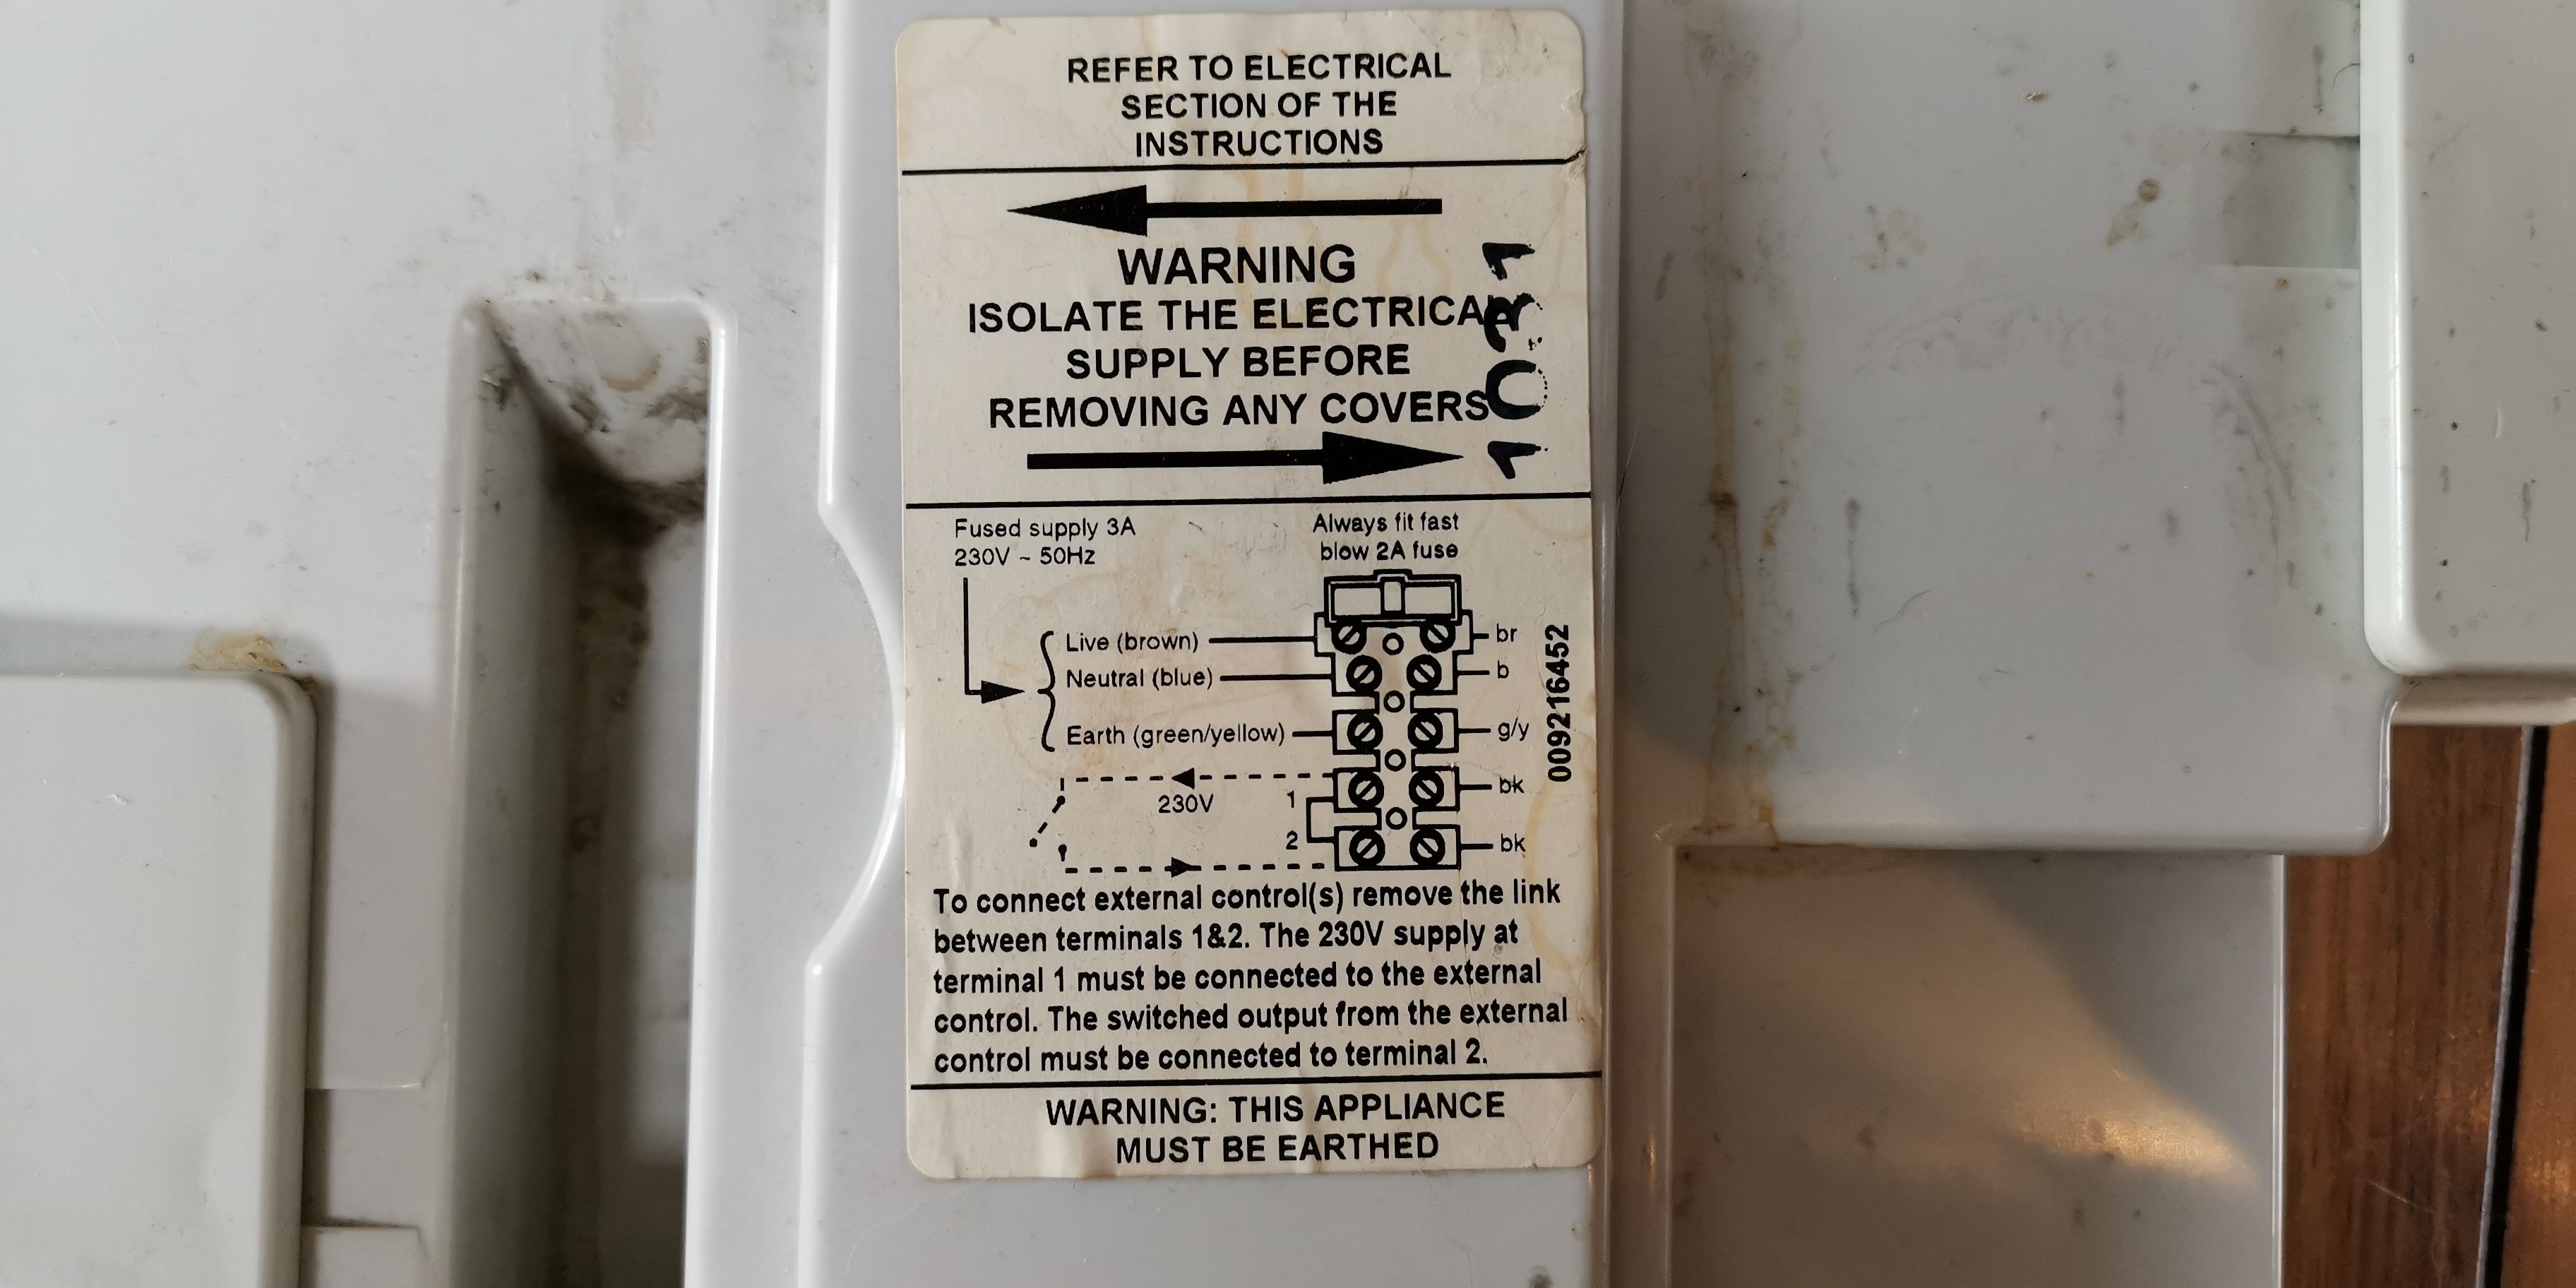 REFER TO ELECTRICAL
SECTION OF THE
INSTRUCTIONS
WARNING
ISOLATE THE ELECTRICAL
SUPPLY BEFORE
REMOVING ANY COVERS
Fused supply 3A
230V ~ 50Hz
Always fit fast
blow 2A fuse
Live (brown)
br
Neutral (blue)
b
Earth (green/yellow)
g/y
0092164452
230V
1
bk
2
bk
To connect external control(s) remove the link
between terminals 1&2. The 230V supply at
terminal 1 must be connected to the external
control. The switched output from the external
control must be connected to terminal 2.
WARNING: THIS APPLIANCE
MUST BE EARTHED